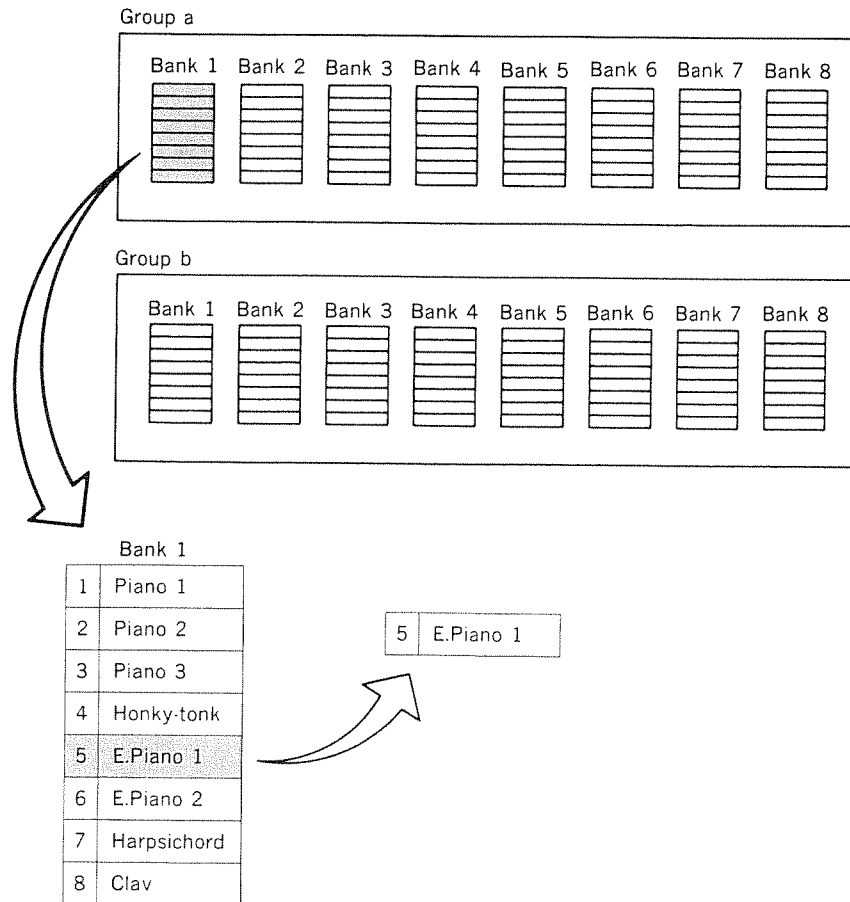 Group a
Bank 1 Bank 2 Bank 3 Bank 4 Bank 5 Bank 6 Bank 7 Bank 8
Group b
Bank 1 Bank 2 Bank 3 Bank 4 Bank 5 Bank 6 Bank 7 Bank 8
Bank 1
1 Piano 1
2 Piano 2
3 Piano 3
4 Honky-tonk
5 E.Piano 1
6 E.Piano 2
7 Harpsichord
8 Clav
5 E.Piano 1